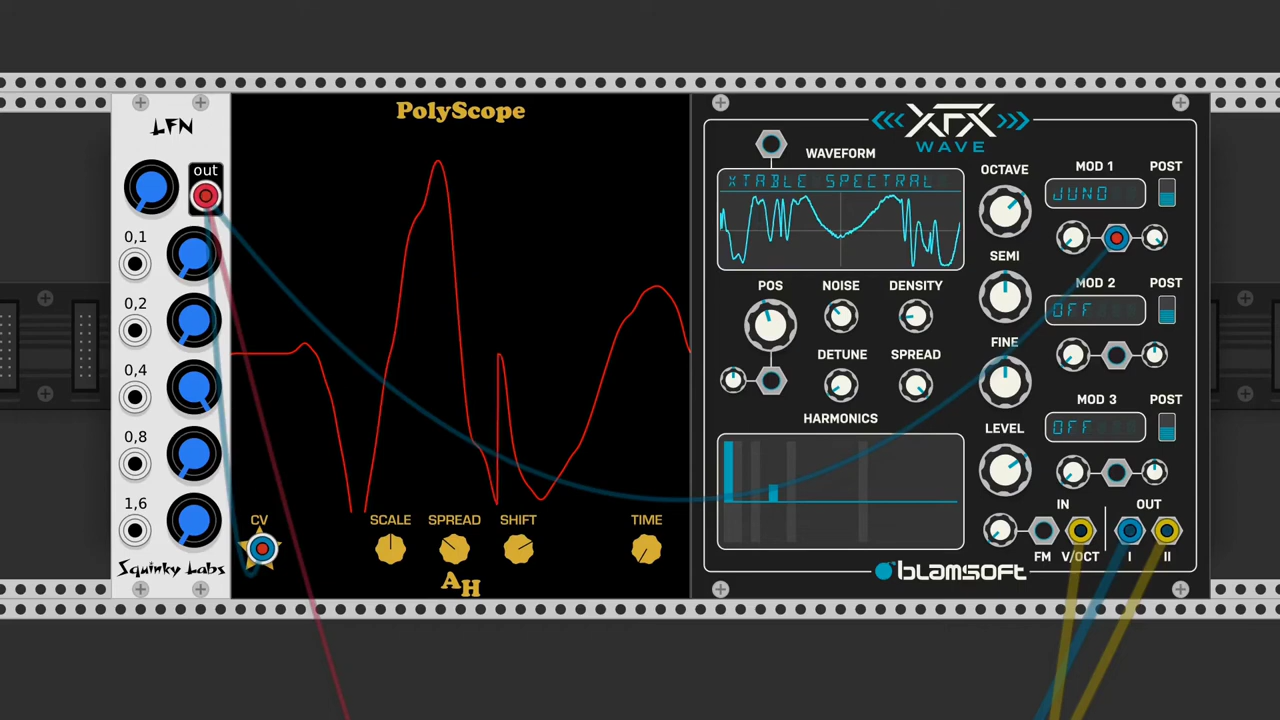 LFN
out
0,1
0,2
0,4
0,8
1,6
Squinky Labs
PolyScope
CV
SCALE
SPREAD
SHIFT
TIME
AH
XFX
WAVE
WAVEFORM
XTABLE SPECTRAL
POS
NOISE
DENSITY
DETUNE
SPREAD
HARMONICS
OCTAVE
SEMI
FINE
LEVEL
MOD 1
POST
JUNO
MOD 2
POST
OFF
MOD 3
POST
OFF
IN
OUT
FM
V/OCT
I
II
blamsoft